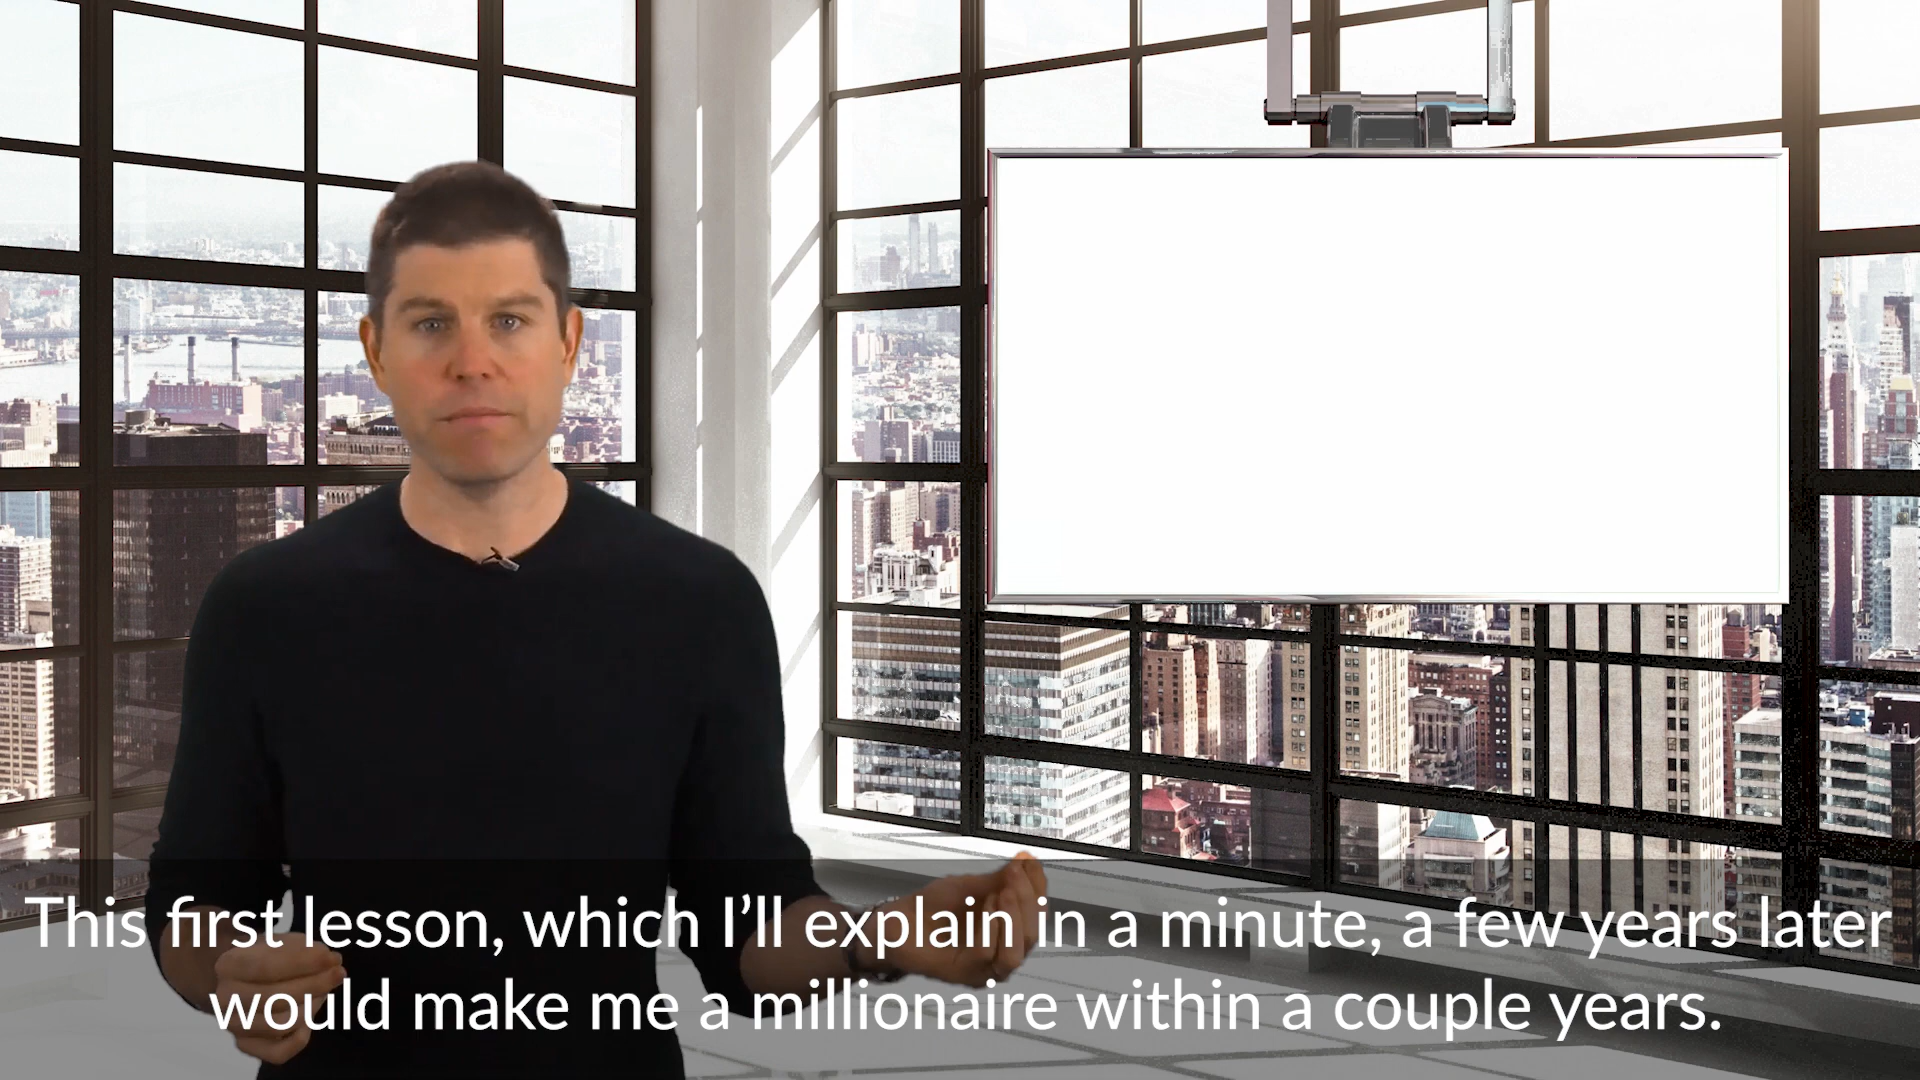 This first lesson, which I’ll explain in a minute, a few years later
would make me a millionaire within a couple years.